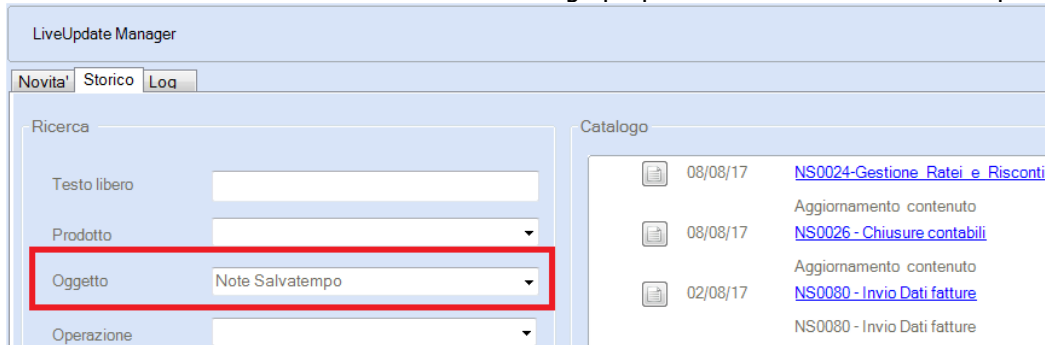 LiveUpdate Manager
Novita' Storico Log
Ricerca
Testo libero
Prodotto
Oggetto Note Salvatempo
Operazione
Catalogo
08/08/17 NS0024-Gestione Ratei e Risconti
Aggiornamento contenuto
08/08/17 NS0026 - Chiusure contabili
Aggiornamento contenuto
02/08/17 NS0080 - Invio Dati fatture
NS0080 - Invio Dati fatture